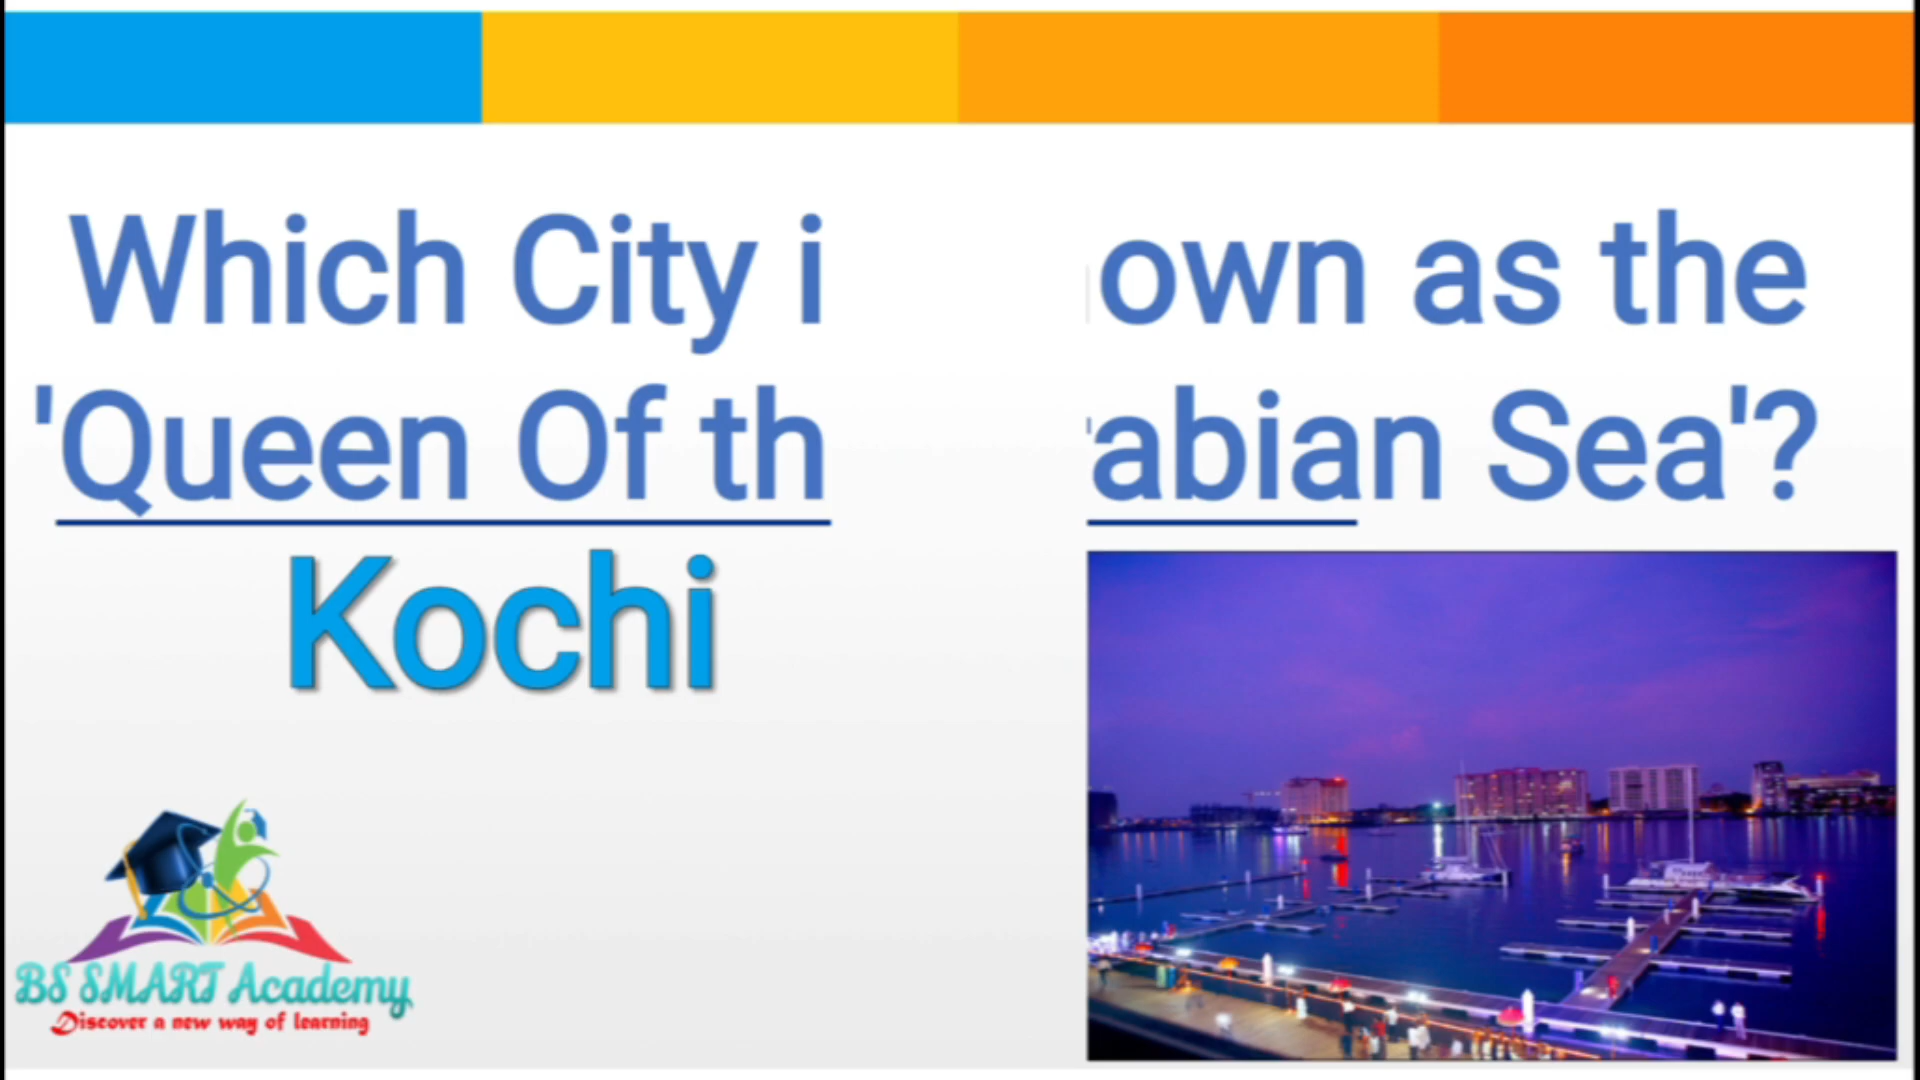 Which City i own as the
'Queen Of th abian Sea'?
Kochi
BS SMART Academy
Discover a new way of learning